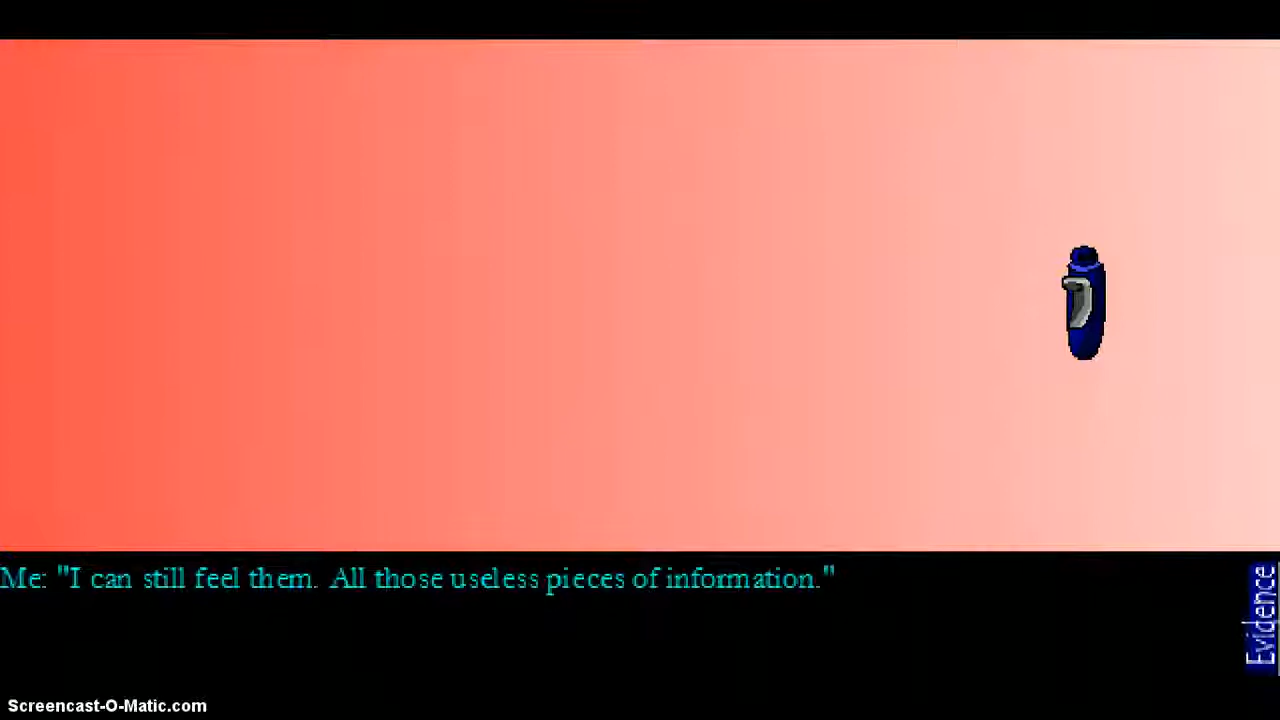 Me: "I can still feel them. All those useless pieces of information."
Evidence
Screencast-O-Matic.com